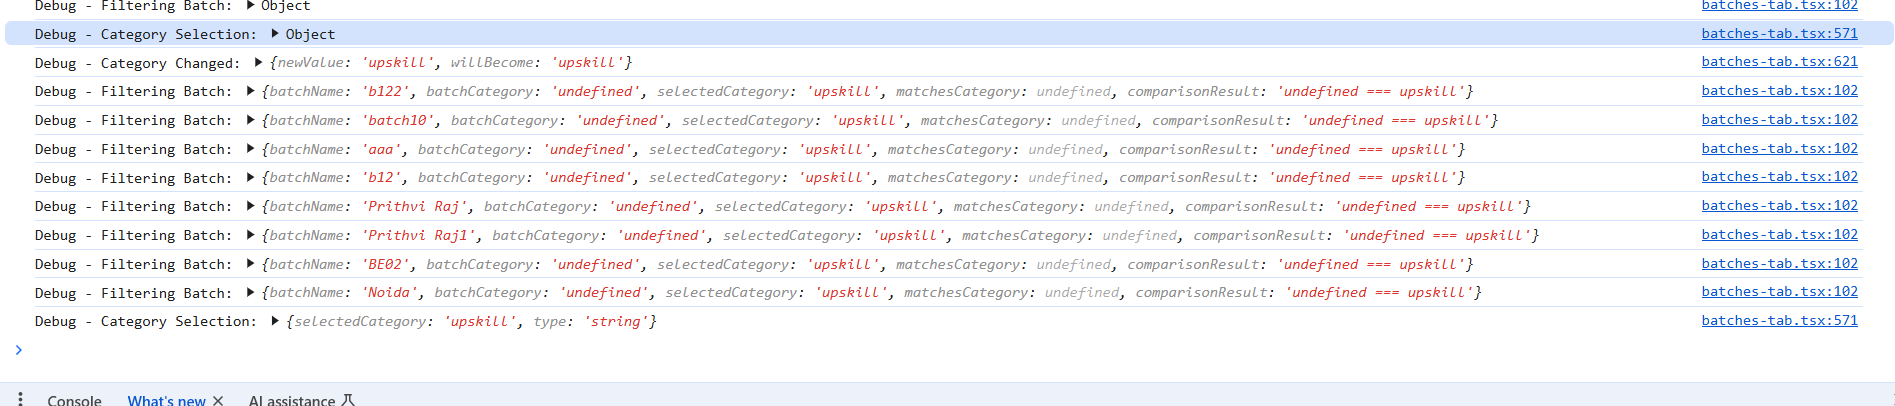 Debug - Filtering Batch: ▶Object batches-tab.tsx:102
Debug - Category Selection: ▶Object batches-tab.tsx:571
Debug - Category Changed: ▶{newValue: 'upskill', willBecome: 'upskill'} batches-tab.tsx:621
Debug - Filtering Batch: ▶{batchName: 'b122', batchCategory: 'undefined', selectedCategory: 'upskill', matchesCategory: undefined, comparisonResult: 'undefined === upskill'} batches-tab.tsx:102
Debug - Filtering Batch: ▶{batchName: 'batch10', batchCategory: 'undefined', selectedCategory: 'upskill', matchesCategory: undefined, comparisonResult: 'undefined === upskill'} batches-tab.tsx:102
Debug - Filtering Batch: ▶{batchName: 'aaa', batchCategory: 'undefined', selectedCategory: 'upskill', matchesCategory: undefined, comparisonResult: 'undefined === upskill'} batches-tab.tsx:102
Debug - Filtering Batch: ▶{batchName: 'b12', batchCategory: 'undefined', selectedCategory: 'upskill', matchesCategory: undefined, comparisonResult: 'undefined === upskill'} batches-tab.tsx:102
Debug - Filtering Batch: ▶{batchName: 'Prithvi Raj', batchCategory: 'undefined', selectedCategory: 'upskill', matchesCategory: undefined, comparisonResult: 'undefined === upskill'} batches-tab.tsx:102
Debug - Filtering Batch: ▶{batchName: 'Prithvi Raj1', batchCategory: 'undefined', selectedCategory: 'upskill', matchesCategory: undefined, comparisonResult: 'undefined === upskill'} batches-tab.tsx:102
Debug - Filtering Batch: ▶{batchName: 'BE02', batchCategory: 'undefined', selectedCategory: 'upskill', matchesCategory: undefined, comparisonResult: 'undefined === upskill'} batches-tab.tsx:102
Debug - Filtering Batch: ▶{batchName: 'Noida', batchCategory: 'undefined', selectedCategory: 'upskill', matchesCategory: undefined, comparisonResult: 'undefined === upskill'} batches-tab.tsx:102
Debug - Category Selection: ▶{selectedCategory: 'upskill', type: 'string'} batches-tab.tsx:571
Console What's new AI assistance